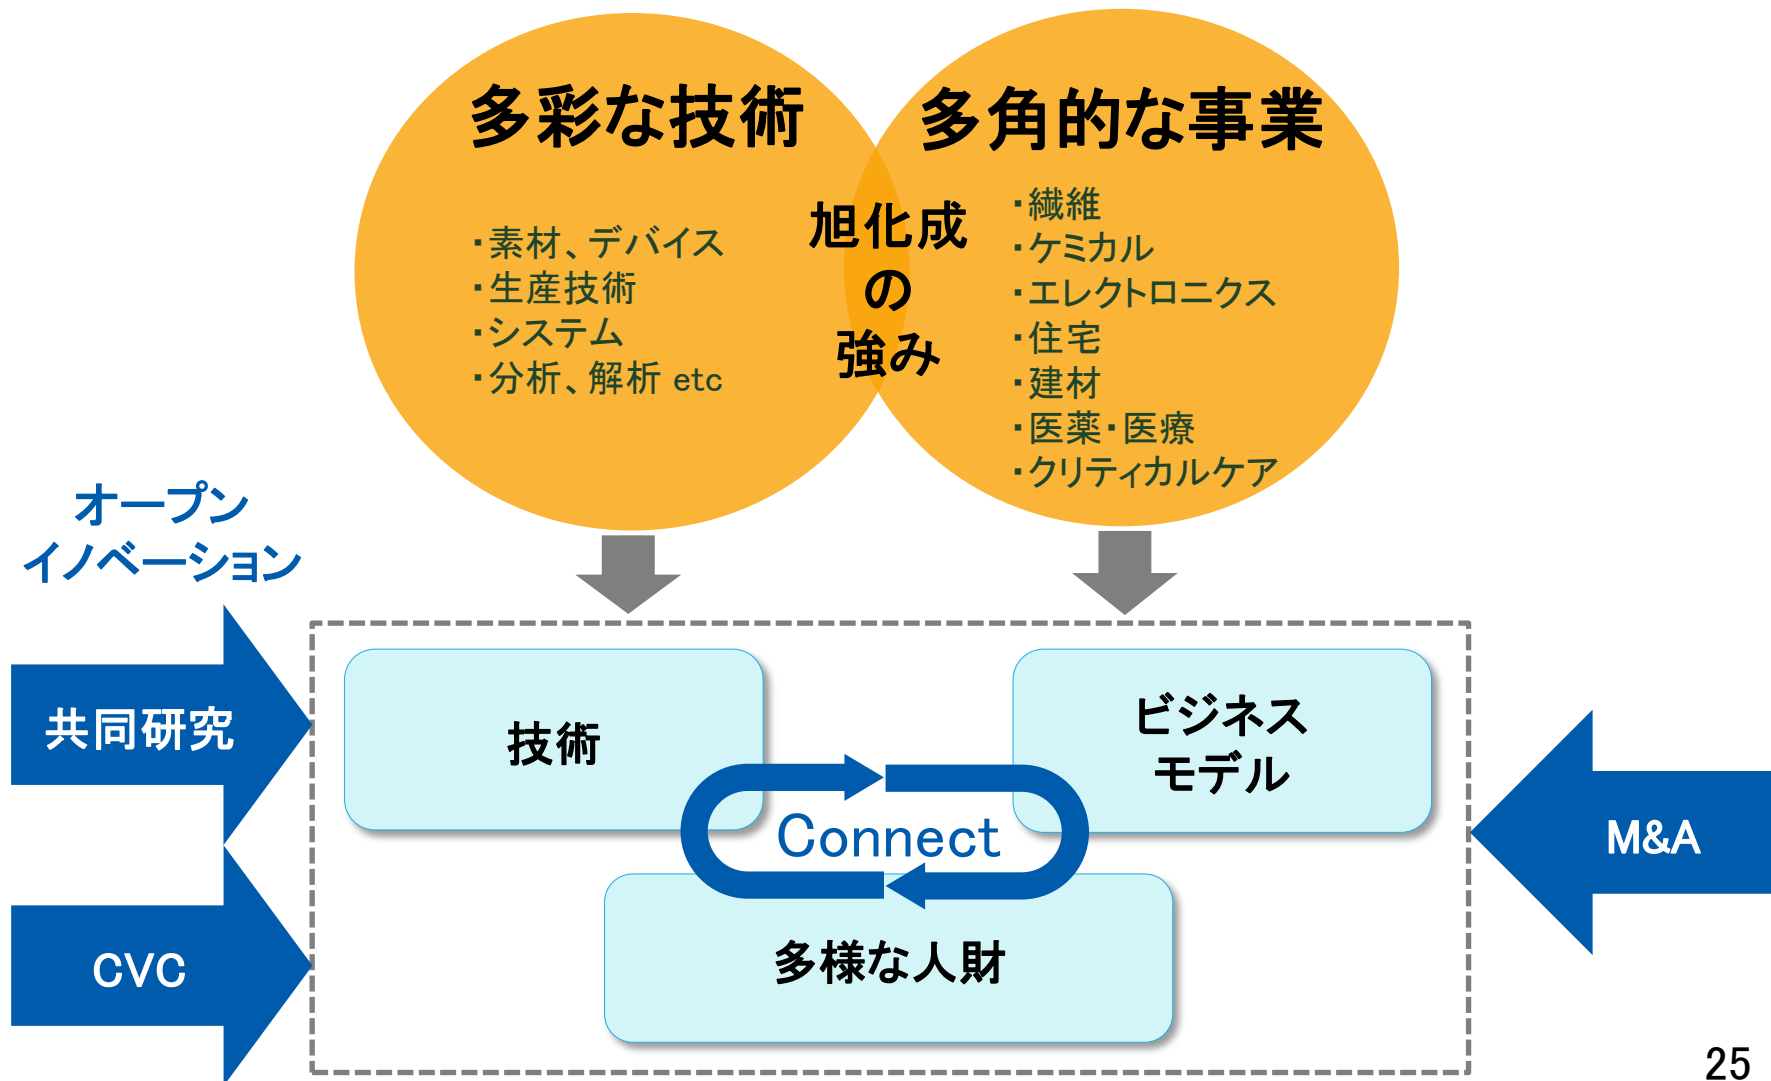 多彩な技術
・素材、デバイス
・生産技術
・システム
・分析、解析 etc
旭化成
の
強み
多角的な事業
・繊維
・ケミカル
・エレクトロニクス
・住宅
・建材
・医薬・医療
・クリティカルケア
オープン
イノベーション
共同研究
CVC
技術
ビジネス
モデル
Connect
多様な人財
M&A
25